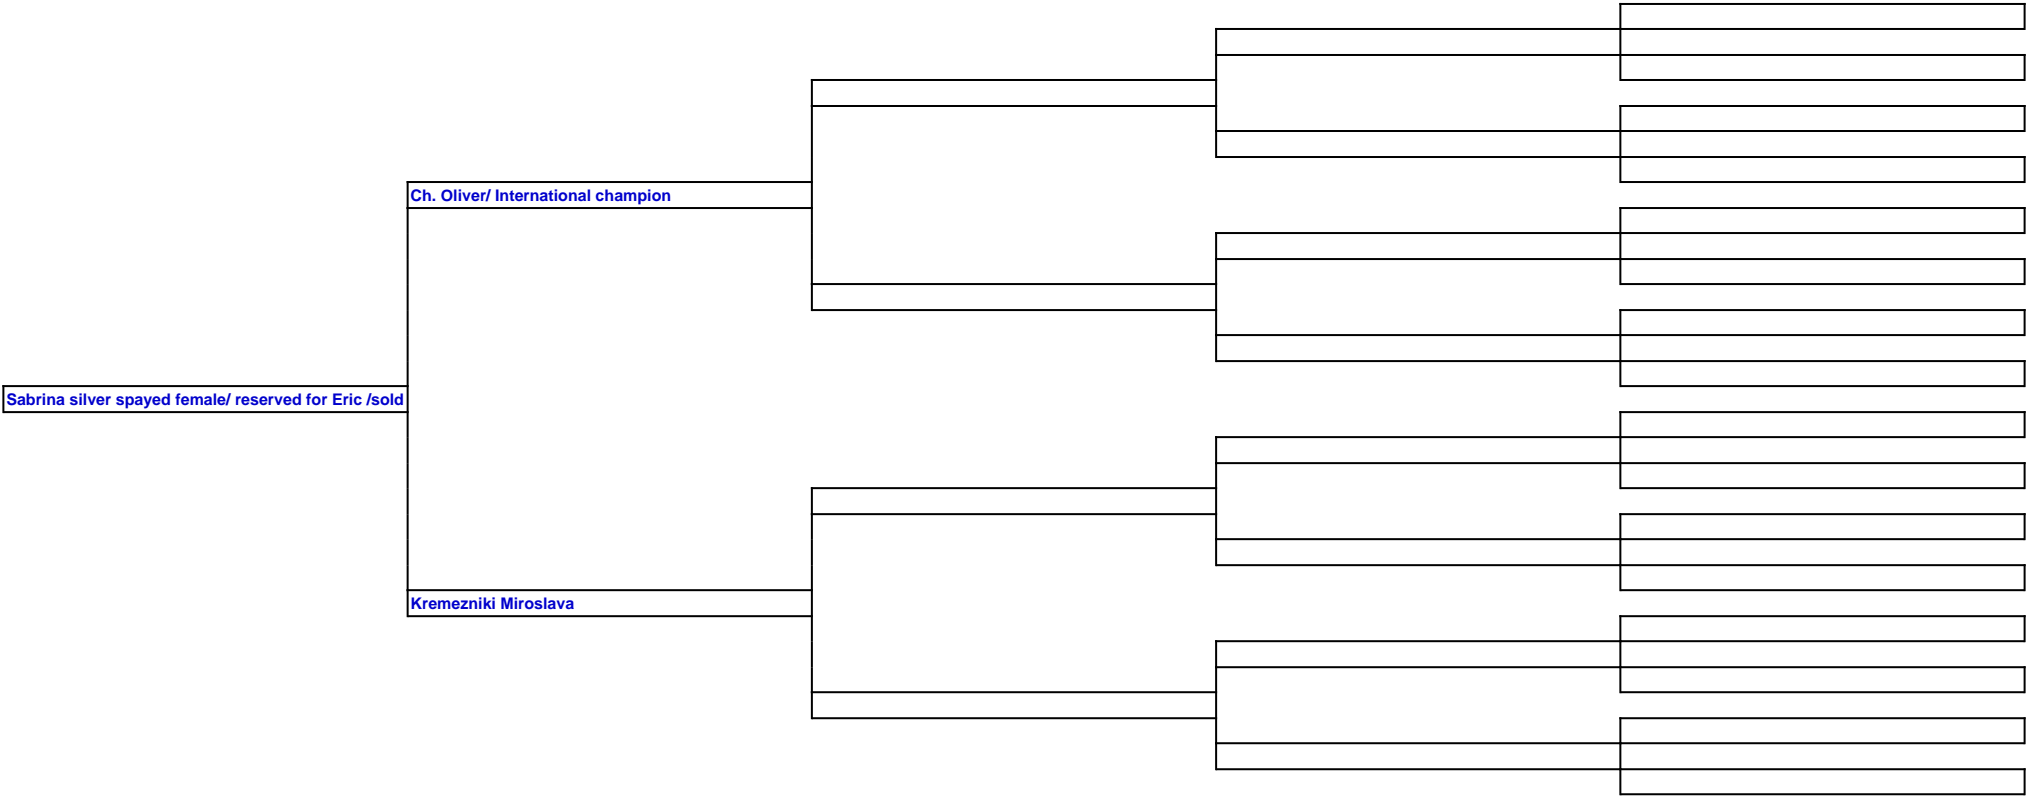 Ch. Oliver/ International champion
Sabrina silver spayed female/ reserved for Eric /sold
Kremezniki Miroslava